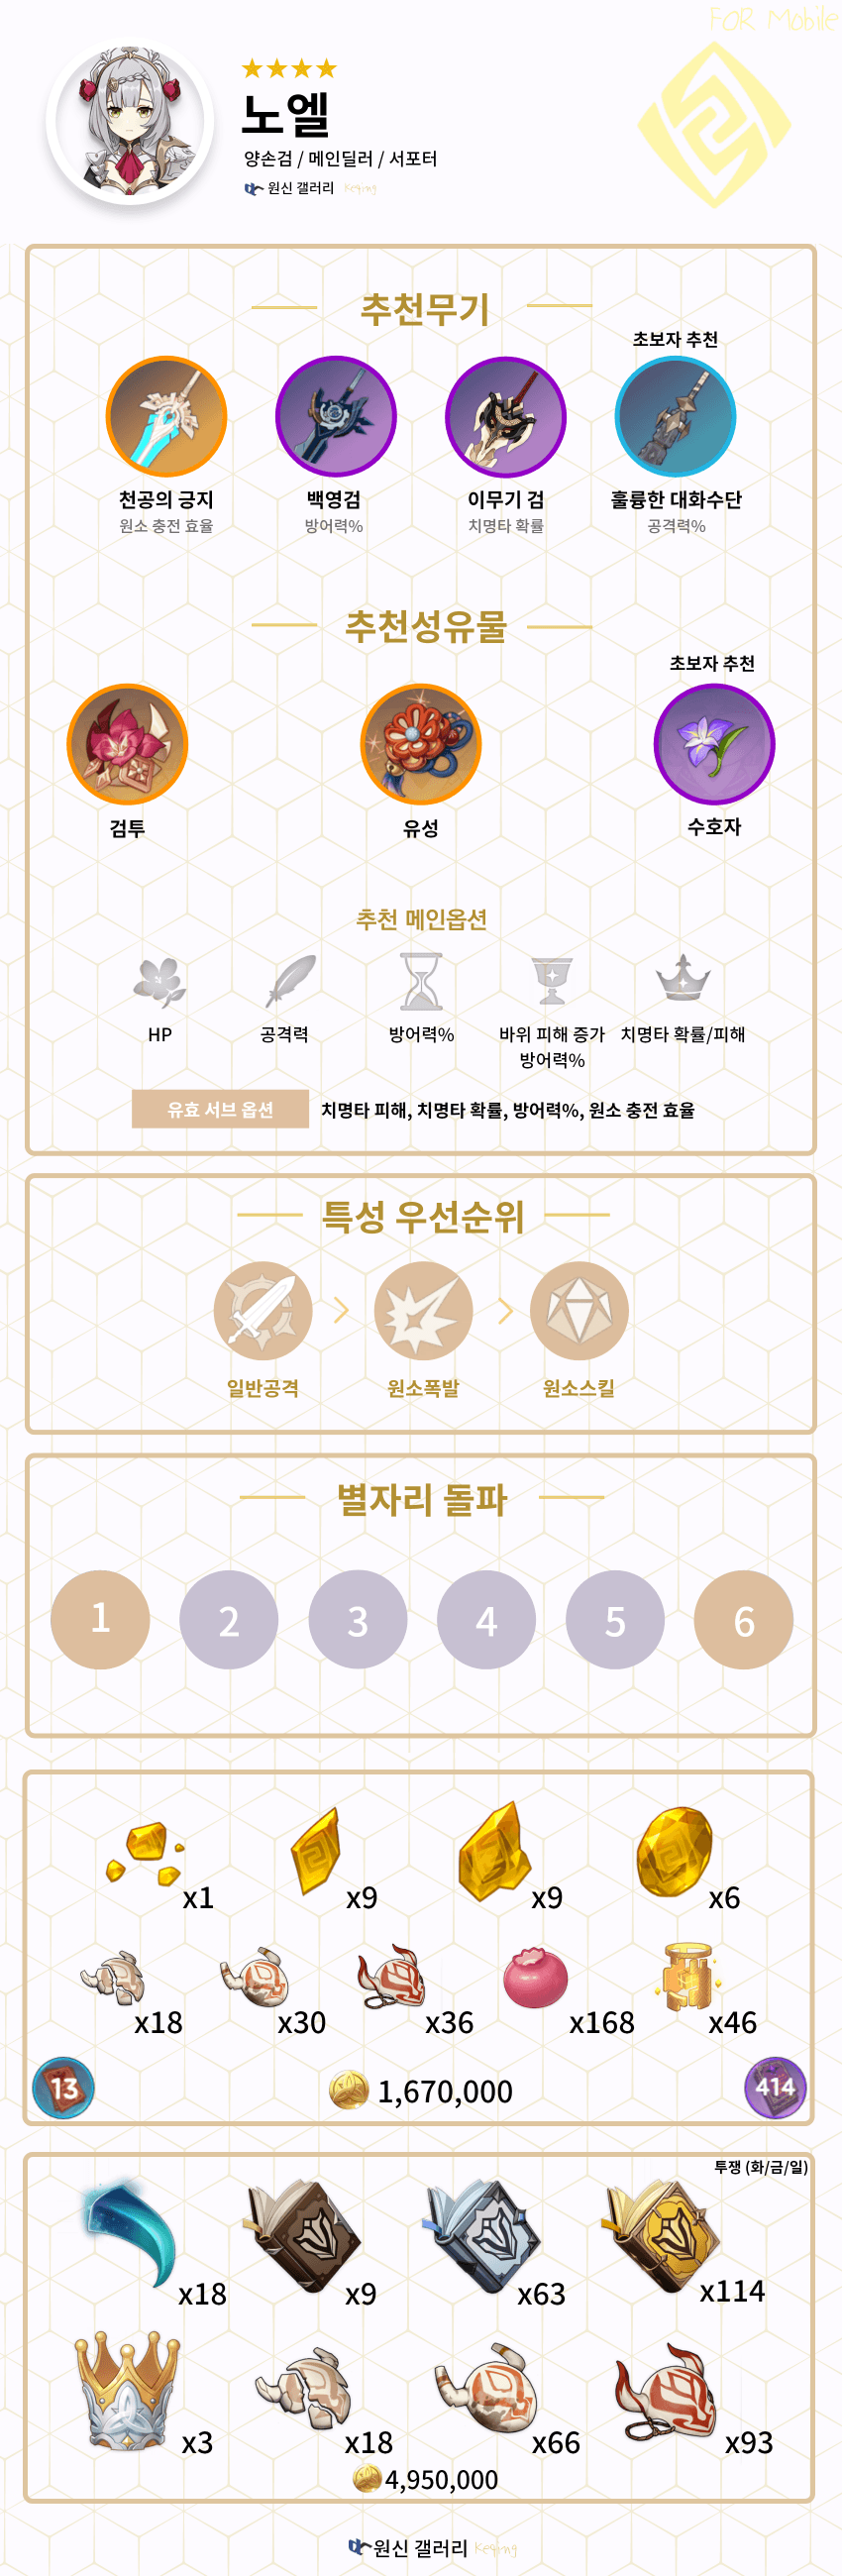 FOR Mobile
노엘
양손검 / 메인딜러 / 서포터
원신 갤러리 Keqing
추천무기
초보자 추천
천공의 긍지 백영검 이무기 검 훌륭한 대화수단
원소 충전 효율 방어력% 치명타 확률 공격력%
추천성유물
초보자 추천
검투 유성 수호자
추천 메인옵션
HP 공격력 방어력% 바위 피해 증가 치명타 확률/피해
방어력%
유효 서브 옵션 치명타 피해, 치명타 확률, 방어력%, 원소 충전 효율
특성 우선순위
일반공격 원소폭발 원소스킬
별자리 돌파
1 2 3 4 5 6
x1 x9 x9 x6
x18 x30 x36 x168 x46
13 1,670,000 414
투쟁 (화/금/일)
x18 x9 x63 x114
x3 x18 x66 x93
4,950,000
원신 갤러리 Keqing